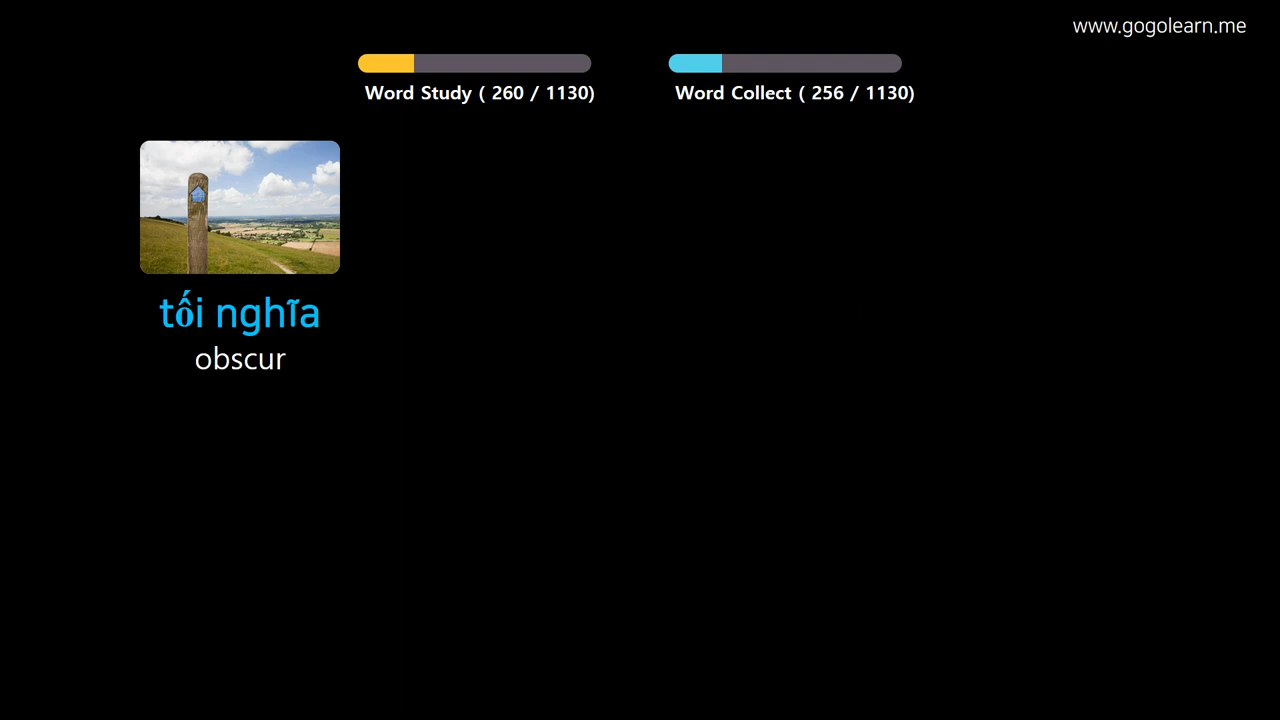 www.gogolearn.me
Word Study ( 260 / 1130)
Word Collect ( 256 / 1130)
tối nghĩa
obscur